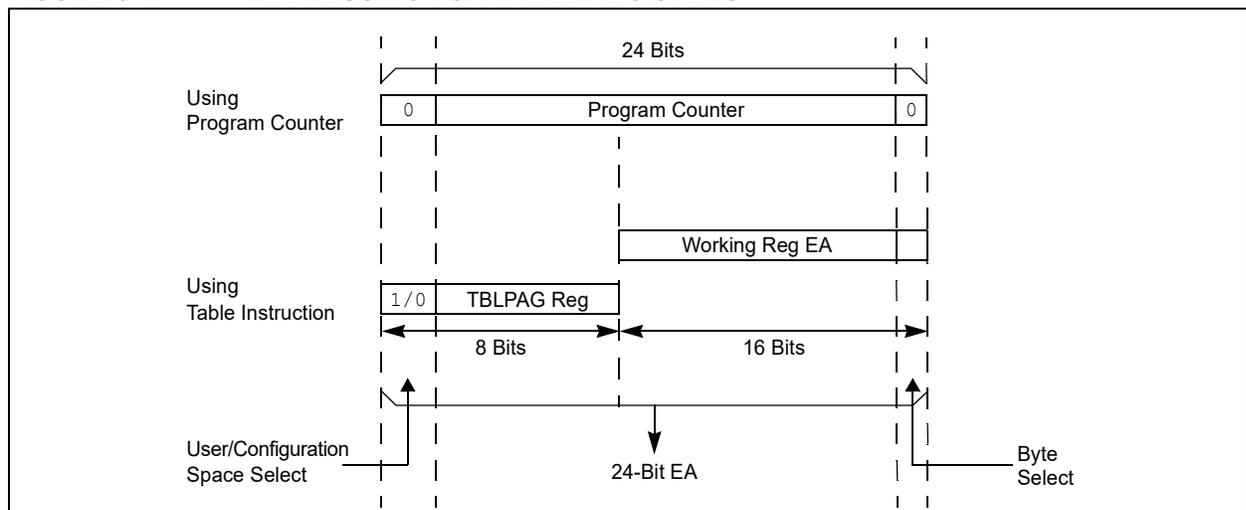 24 Bits
Using
Program Counter
0
Program Counter
0
Working Reg EA
Using
Table Instruction
1/0
TBLPAG Reg
8 Bits
16 Bits
User/Configuration
Space Select
24-Bit EA
Byte
Select